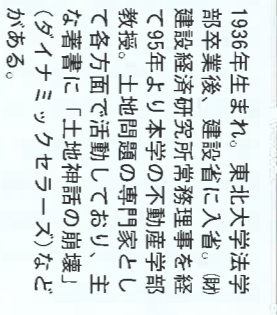 1936年生まれ。東北大学法学
部卒業後、建設省に入省。㈶
建設経済研究所常務理事を経
て95年より本学の不動産学部
教授。土地問題の専門家とし
て各方面で活動しており、主
な著書に「土地神話の崩壊」
（ダイナミックセラーズ）など
がある。